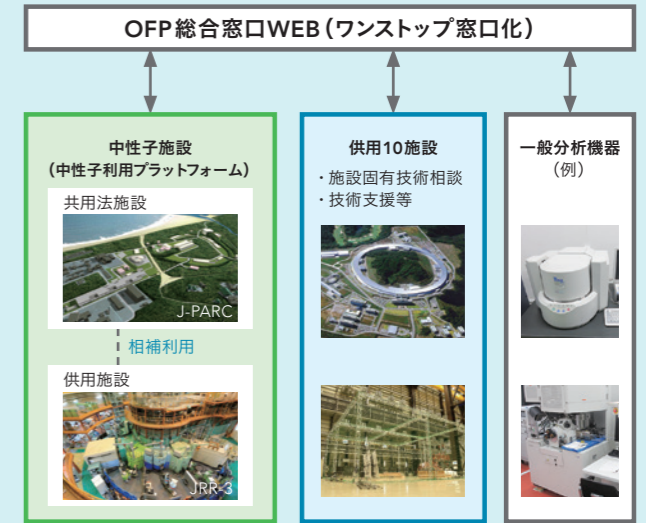 OFP総合窓口WEB（ワンストップ窓口化）
中性子施設
（中性子利用プラットフォーム）
共用法施設
J-PARC
相補利用
供用施設
JRR-3
供用10施設
・施設固有技術相談
・技術支援等
一般分析機器
（例）